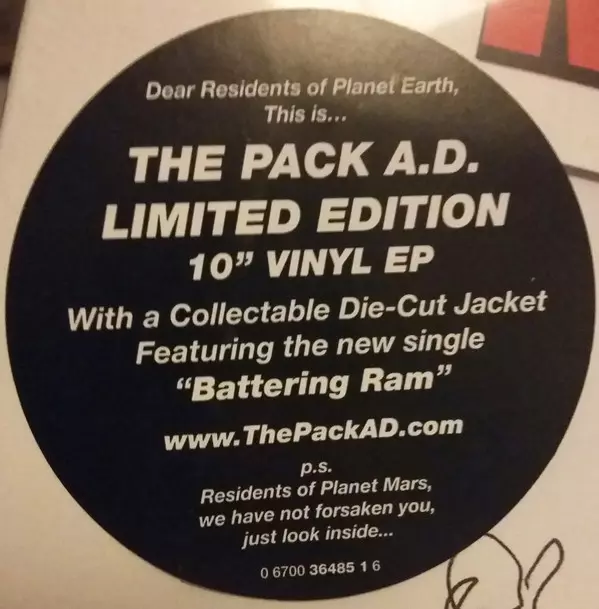 Dear Residents of Planet Earth,
This is...
THE PACK A.D.
LIMITED EDITION
10” VINYL EP
With a Collectable Die-Cut Jacket
Featuring the new single
“Battering Ram”
www.ThePackAD.com
p.s.
Residents of Planet Mars,
we have not forsaken you,
just look inside...
0 6700 36485 1 6